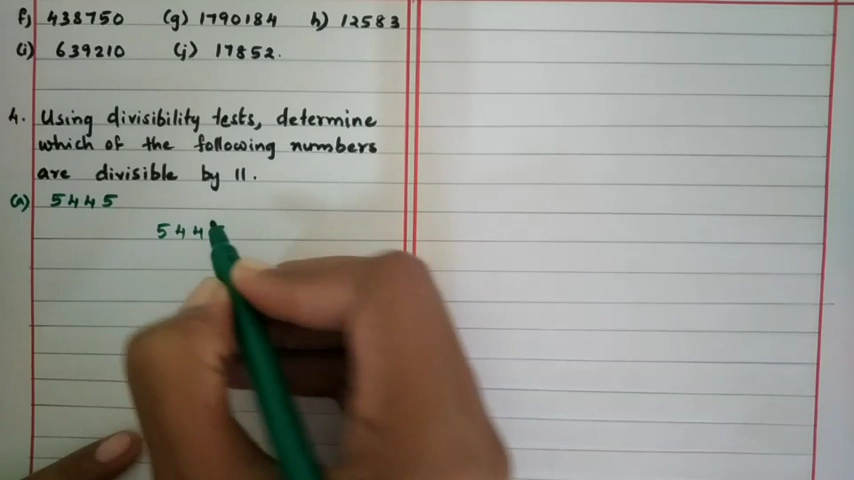 f) 438750 (g) 1790184 h) 12583
(i) 639210 (j) 17852.
4. Using divisibility tests, determine
which of the following numbers
are divisible by 11.
(a) 5445
544